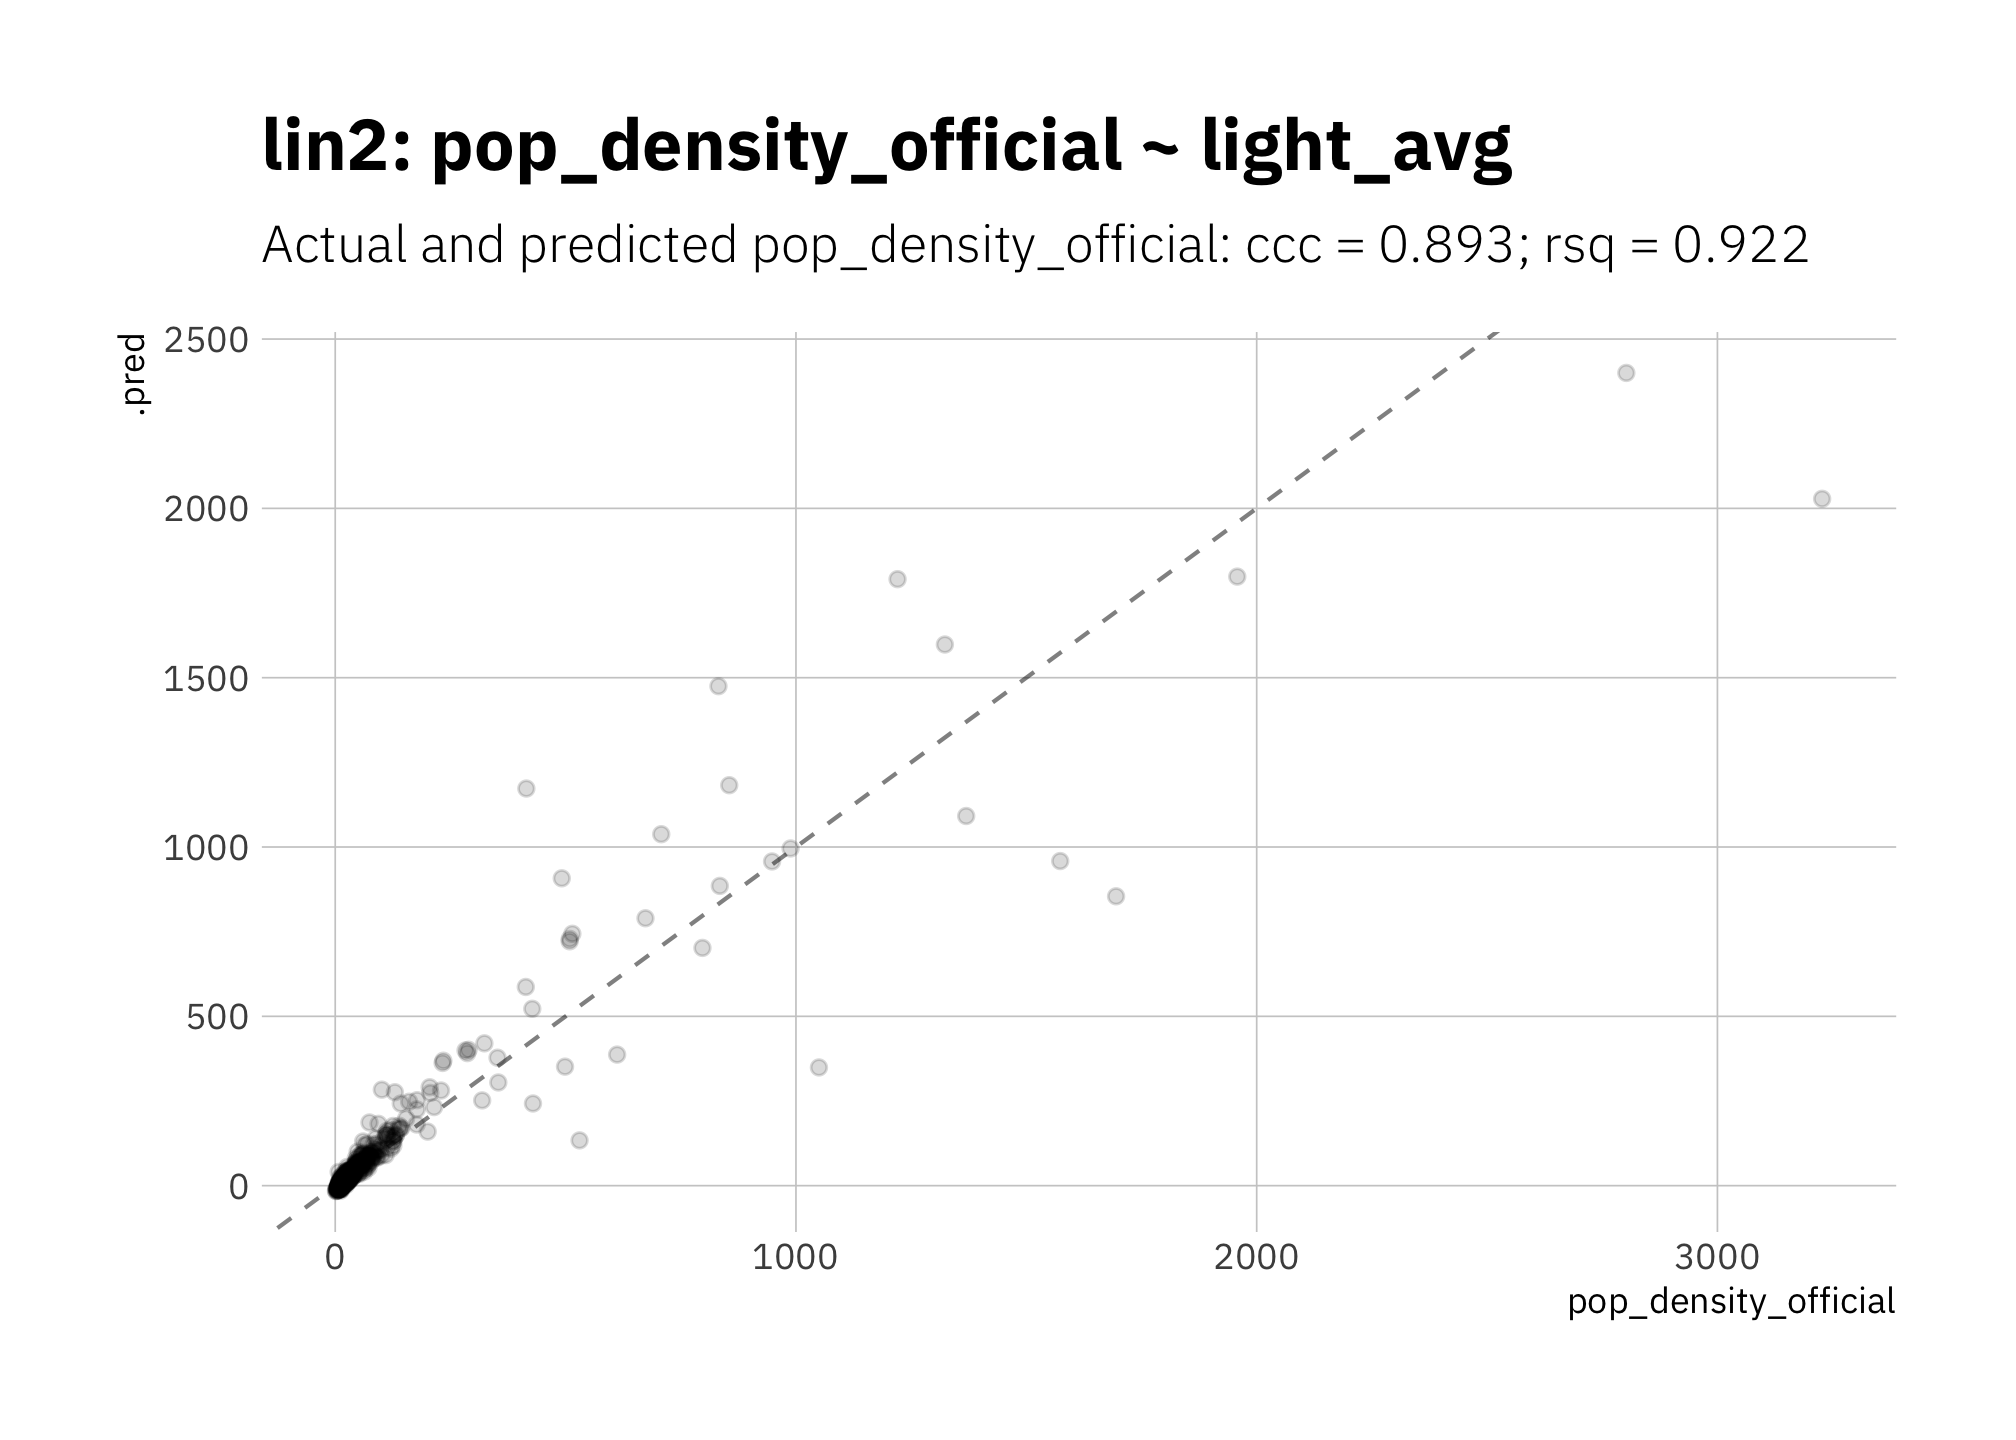 lin2: pop_density_official ~ light_avg
Actual and predicted pop_density_official: ccc = 0.893; rsq = 0.922
.pred
2500
2000
1500
1000
500
0
0 1000 2000 3000
pop_density_official